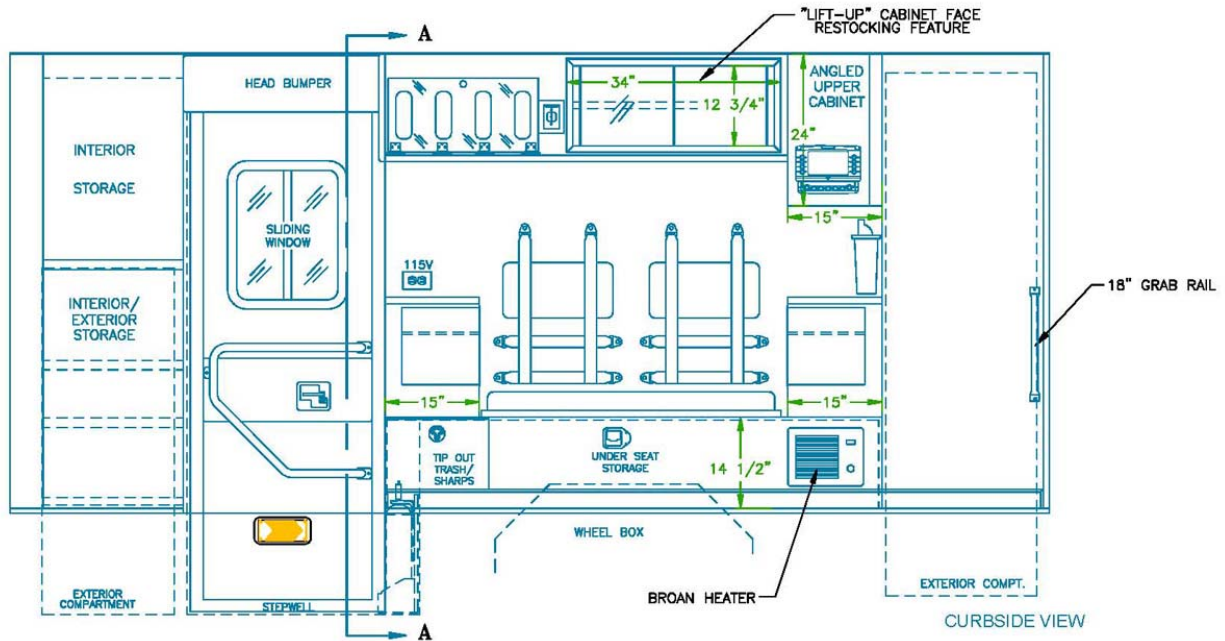 "LIFT-UP" CABINET FACE
RESTOCKING FEATURE
A
HEAD BUMPER
34"
12 3/4"
ANGLED
UPPER
CABINET
24"
INTERIOR
STORAGE
15"
SLIDING
WINDOW
115V
18" GRAB RAIL
INTERIOR/
EXTERIOR
STORAGE
15"
15"
TIP OUT
TRASH/
SHARPS
UNDER SEAT
STORAGE
14 1/2"
WHEEL BOX
EXTERIOR
COMPARTMENT
STEPWELL
BROAN HEATER
EXTERIOR COMPT.
A
CURBSIDE VIEW